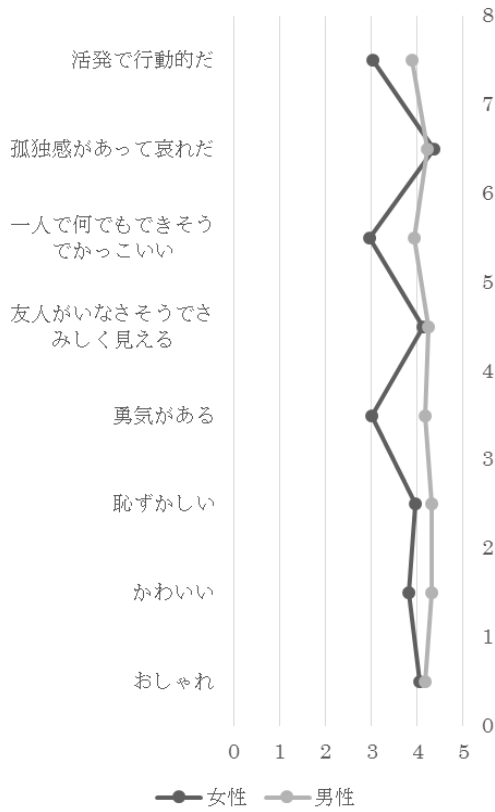 8
活発で行動的だ
7
孤独感があって哀れだ
6
一人で何でもできそう
でかっこいい
5
友人がいなさそうでさ
みしく見える
4
勇気がある
3
恥ずかしい
2
かわいい
1
おしゃれ
0
0 1 2 3 4 5
女性 男性